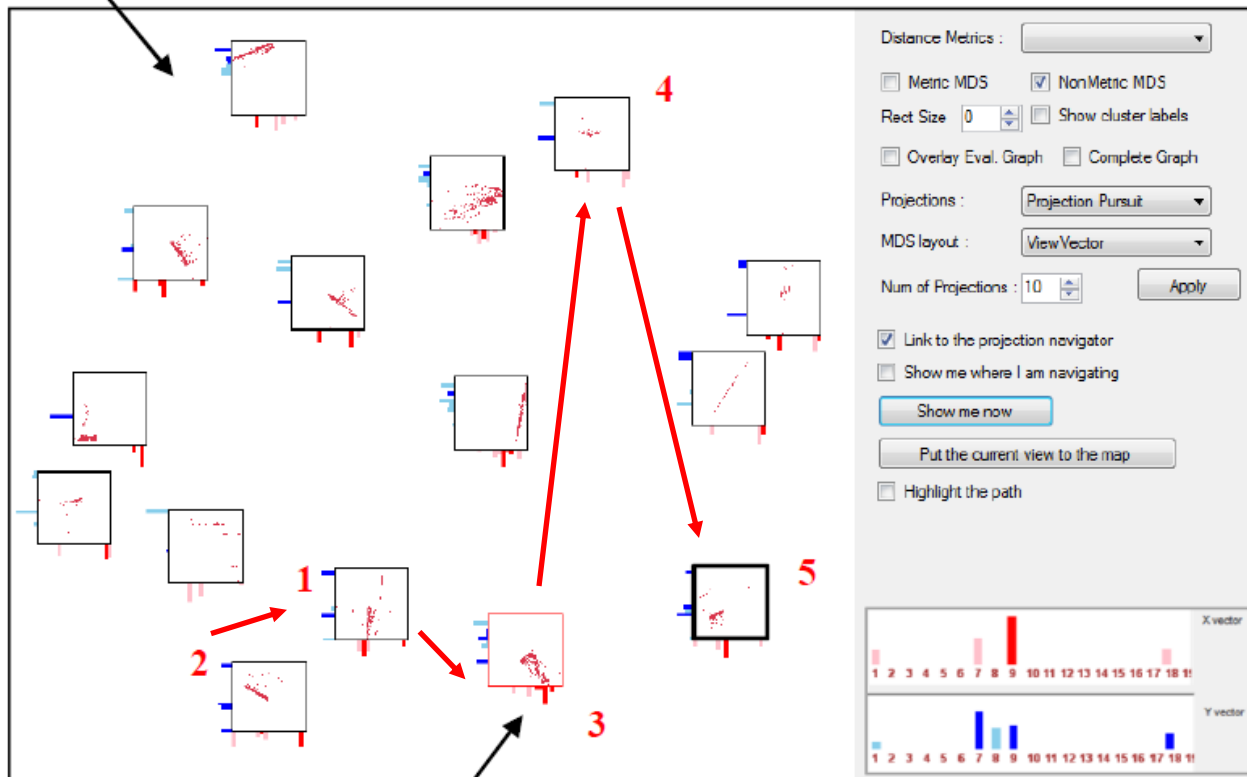 4
1
2
3
5
Distance Metrics :
Metric MDS NonMetric MDS
Rect Size 0 Show cluster labels
Overlay Eval. Graph Complete Graph
Projections : Projection Pursuit
MDS layout : ViewVector
Num of Projections : 10 Apply
Link to the projection navigator
Show me where I am navigating
Show me now
Put the current view to the map
Highlight the path
X vector
1 2 3 4 5 6 7 8 9 10 11 12 13 14 15 16 17 18 19
Y vector
1 2 3 4 5 6 7 8 9 10 11 12 13 14 15 16 17 18 19